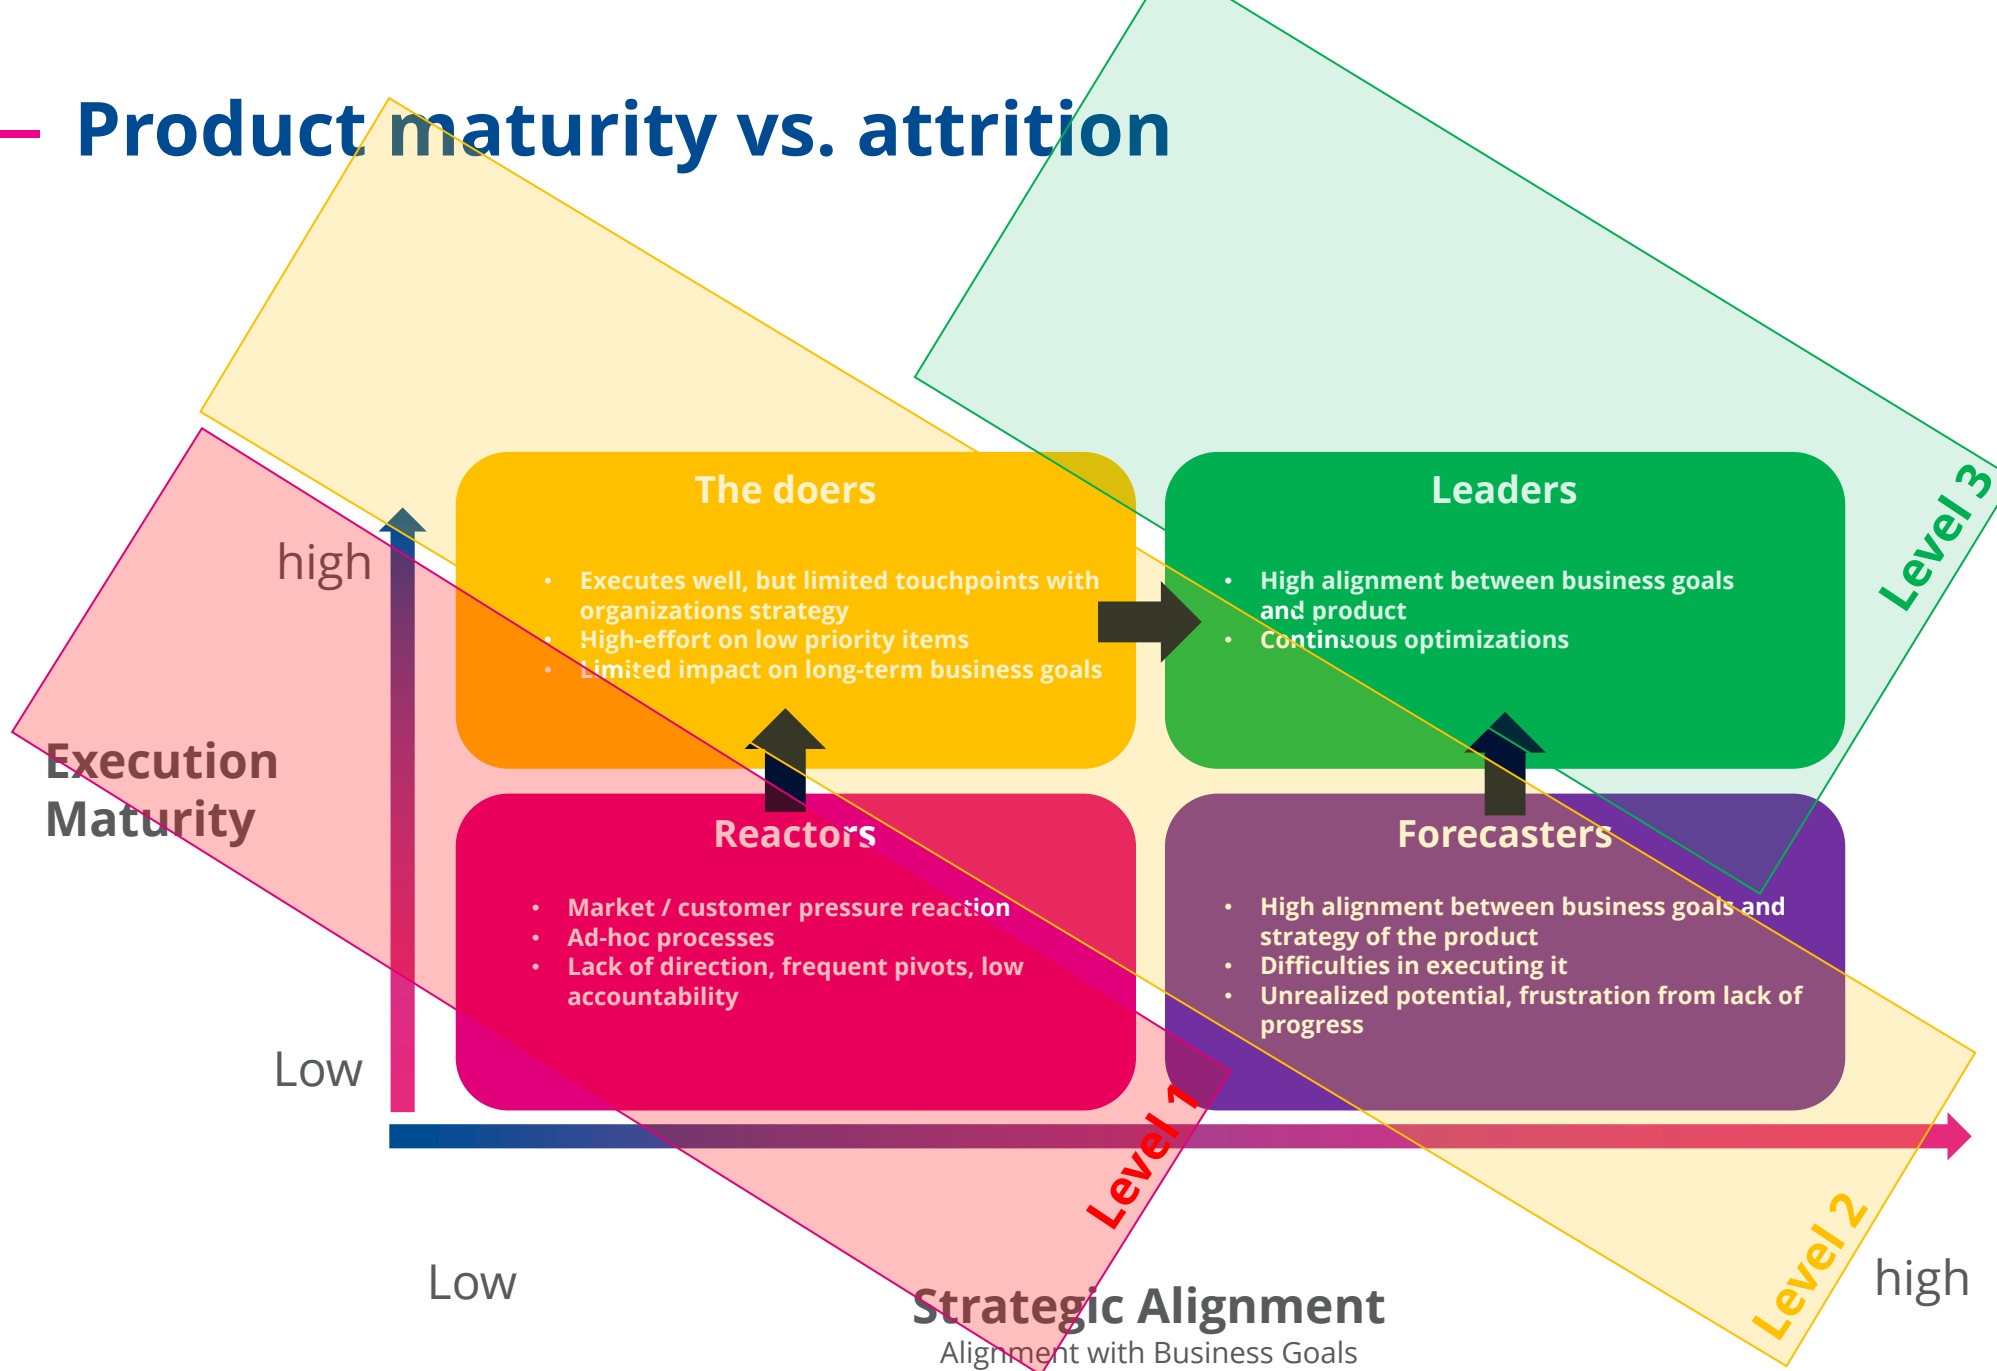 Product maturity vs. attrition
The doers
• Executes well, but limited touchpoints with
organizations strategy
• High-effort on low priority items
• Limited impact on long-term business goals
Leaders
• High alignment between business goals
and product
• Continuous optimizations
Level 3
high
Execution
Maturity
Low
Reactors
• Market / customer pressure reaction
• Ad-hoc processes
• Lack of direction, frequent pivots, low
accountability
Forecasters
• High alignment between business goals and
strategy of the product
• Difficulties in executing it
• Unrealized potential, frustration from lack of
progress
Level 1
Level 2
Low
high
Strategic Alignment
Alignment with Business Goals